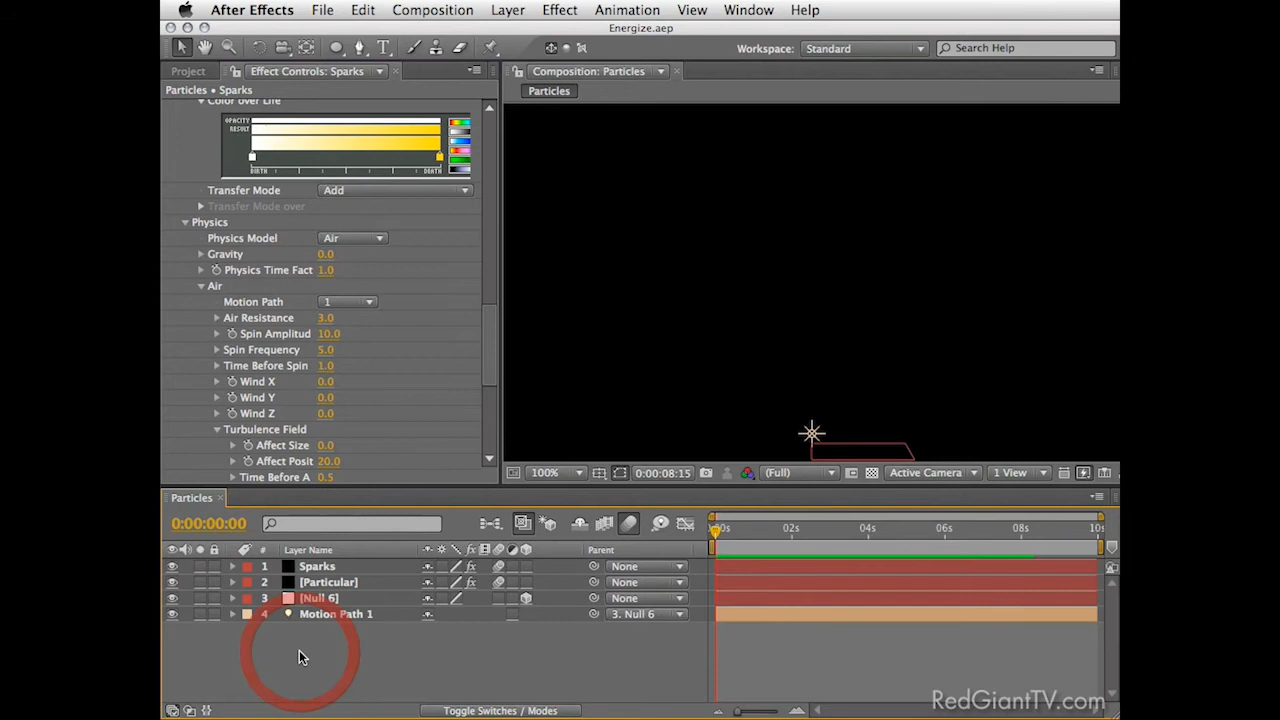 After Effects File Edit Composition Layer Effect Animation View Window Help
Energize.aep
Workspace: Standard Search Help
Project Effect Controls: Sparks Composition: Particles
Particles • Sparks Particles
Color over Life
OPACITY
RESULT
BIRTH DEATH
Transfer Mode Add
Transfer Mode over
Physics
Physics Model Air
Gravity 0.0
Physics Time Fact 1.0
Air
Motion Path 1
Air Resistance 3.0
Spin Amplitud 10.0
Spin Frequency 5.0
Time Before Spin 1.0
Wind X 0.0
Wind Y 0.0
Wind Z 0.0
Turbulence Field
Affect Size 0.0
Affect Posit 20.0
Time Before A 0.5
100% 0:00:08:15 (Full) Active Camera 1 View
Particles
0:00:00:00 02s 04s 06s 08s 10s
# Layer Name fx Parent
1 Sparks fx None
2 [Particular] fx None
3 [Null 6] None
4 Motion Path 1 3. Null 6
Toggle Switches / Modes
RedGiantTV.com